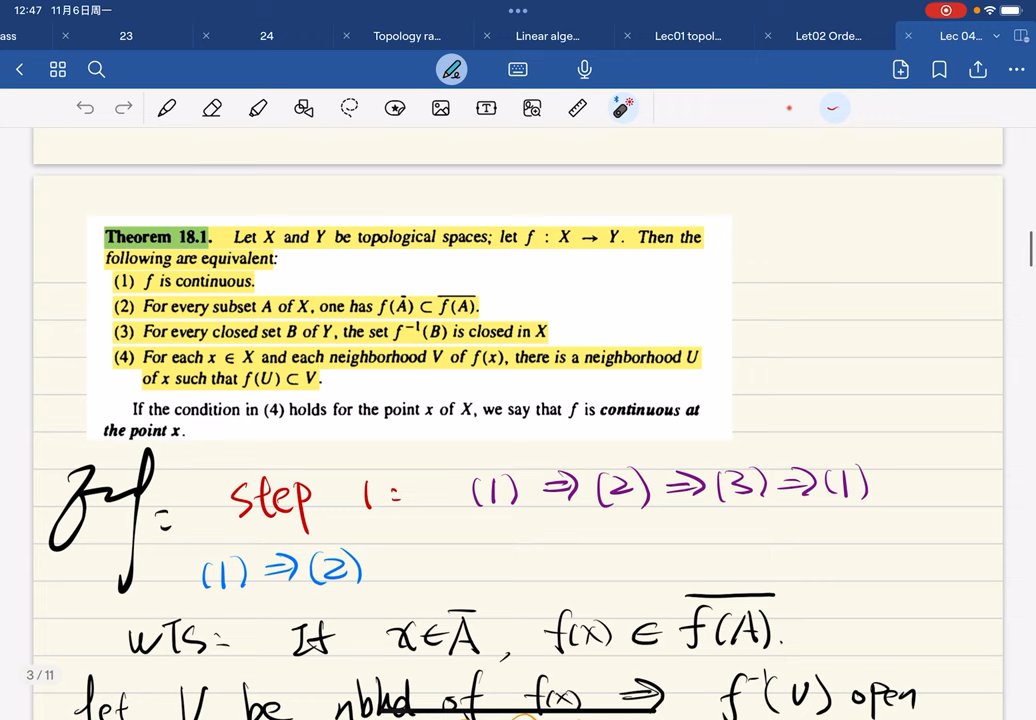 12:47 11月6日周一
ass 23 24 Topology ra... Linear alge... Lec01 topol... Let02 Orde... Lec 04...
Theorem 18.1. Let X and Y be topological spaces; let f : X → Y. Then the
following are equivalent:
(1) f is continuous.
(2) For every subset A of X, one has f(Ā) ⊂ \overline{f(A)}.
(3) For every closed set B of Y, the set f⁻¹(B) is closed in X
(4) For each x ∈ X and each neighborhood V of f(x), there is a neighborhood U
of x such that f(U) ⊂ V.
If the condition in (4) holds for the point x of X, we say that f is continuous at
the point x.
step 1: (1) ⇒ (2) ⇒ (3) ⇒ (1)
(1) ⇒ (2)
WTS: If x ∈ Ā, f(x) ∈ \overline{f(A)}.
3 / 11
let V be nbhd of f(x) ⇒ f⁻¹(V) open